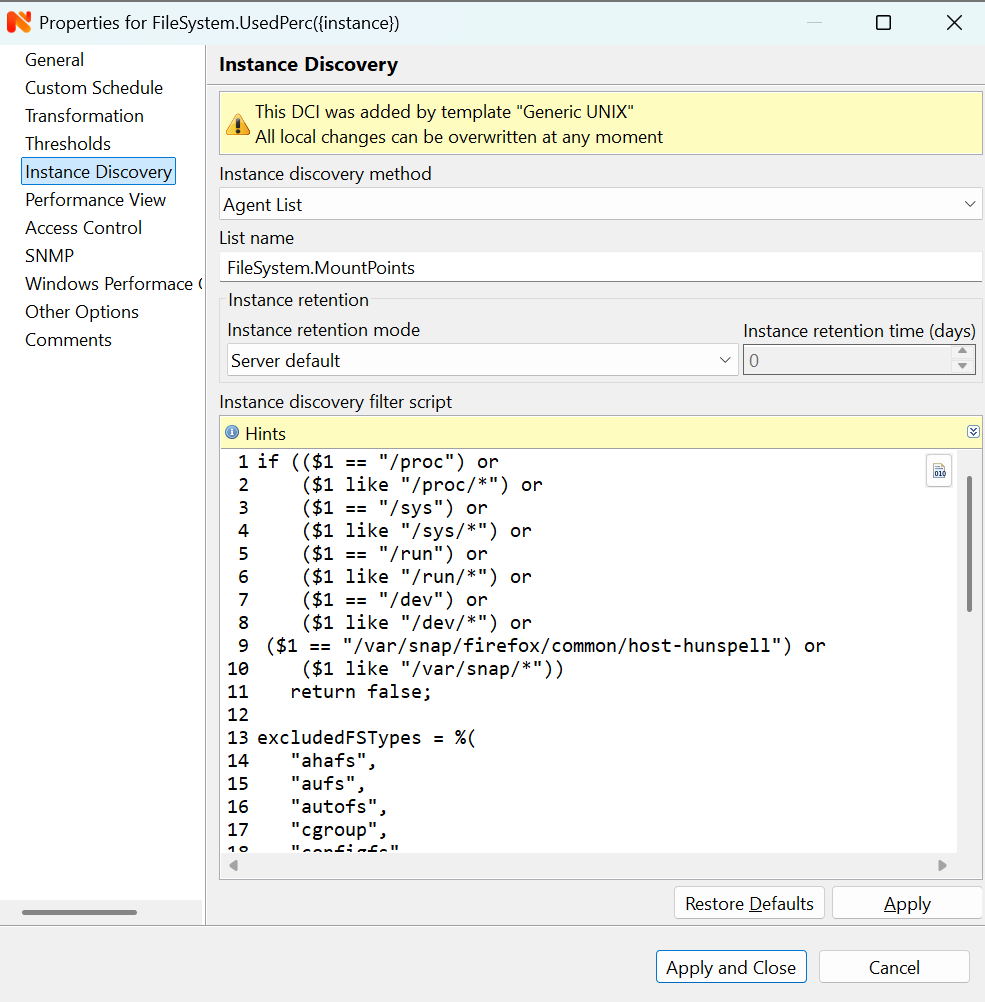 Properties for FileSystem.UsedPerc({instance})
General
Custom Schedule
Transformation
Thresholds
Instance Discovery
Performance View
Access Control
SNMP
Windows Performace
Other Options
Comments
Instance Discovery
This DCI was added by template "Generic UNIX"
All local changes can be overwritten at any moment
Instance discovery method
Agent List
List name
FileSystem.MountPoints
Instance retention
Instance retention mode
Instance retention time (days)
Server default
0
Instance discovery filter script
Hints
1 if (($1 == "/proc") or
2     ($1 like "/proc/*") or
3     ($1 == "/sys") or
4     ($1 like "/sys/*") or
5     ($1 == "/run") or
6     ($1 like "/run/*") or
7     ($1 == "/dev") or
8     ($1 like "/dev/*") or
9  ($1 == "/var/snap/firefox/common/host-hunspell") or
10     ($1 like "/var/snap/*"))
11    return false;
12
13 excludedFSTypes = %(
14    "ahafs",
15    "aufs",
16    "autofs",
17    "cgroup",
18    "configfs"
Restore Defaults
Apply
Apply and Close
Cancel